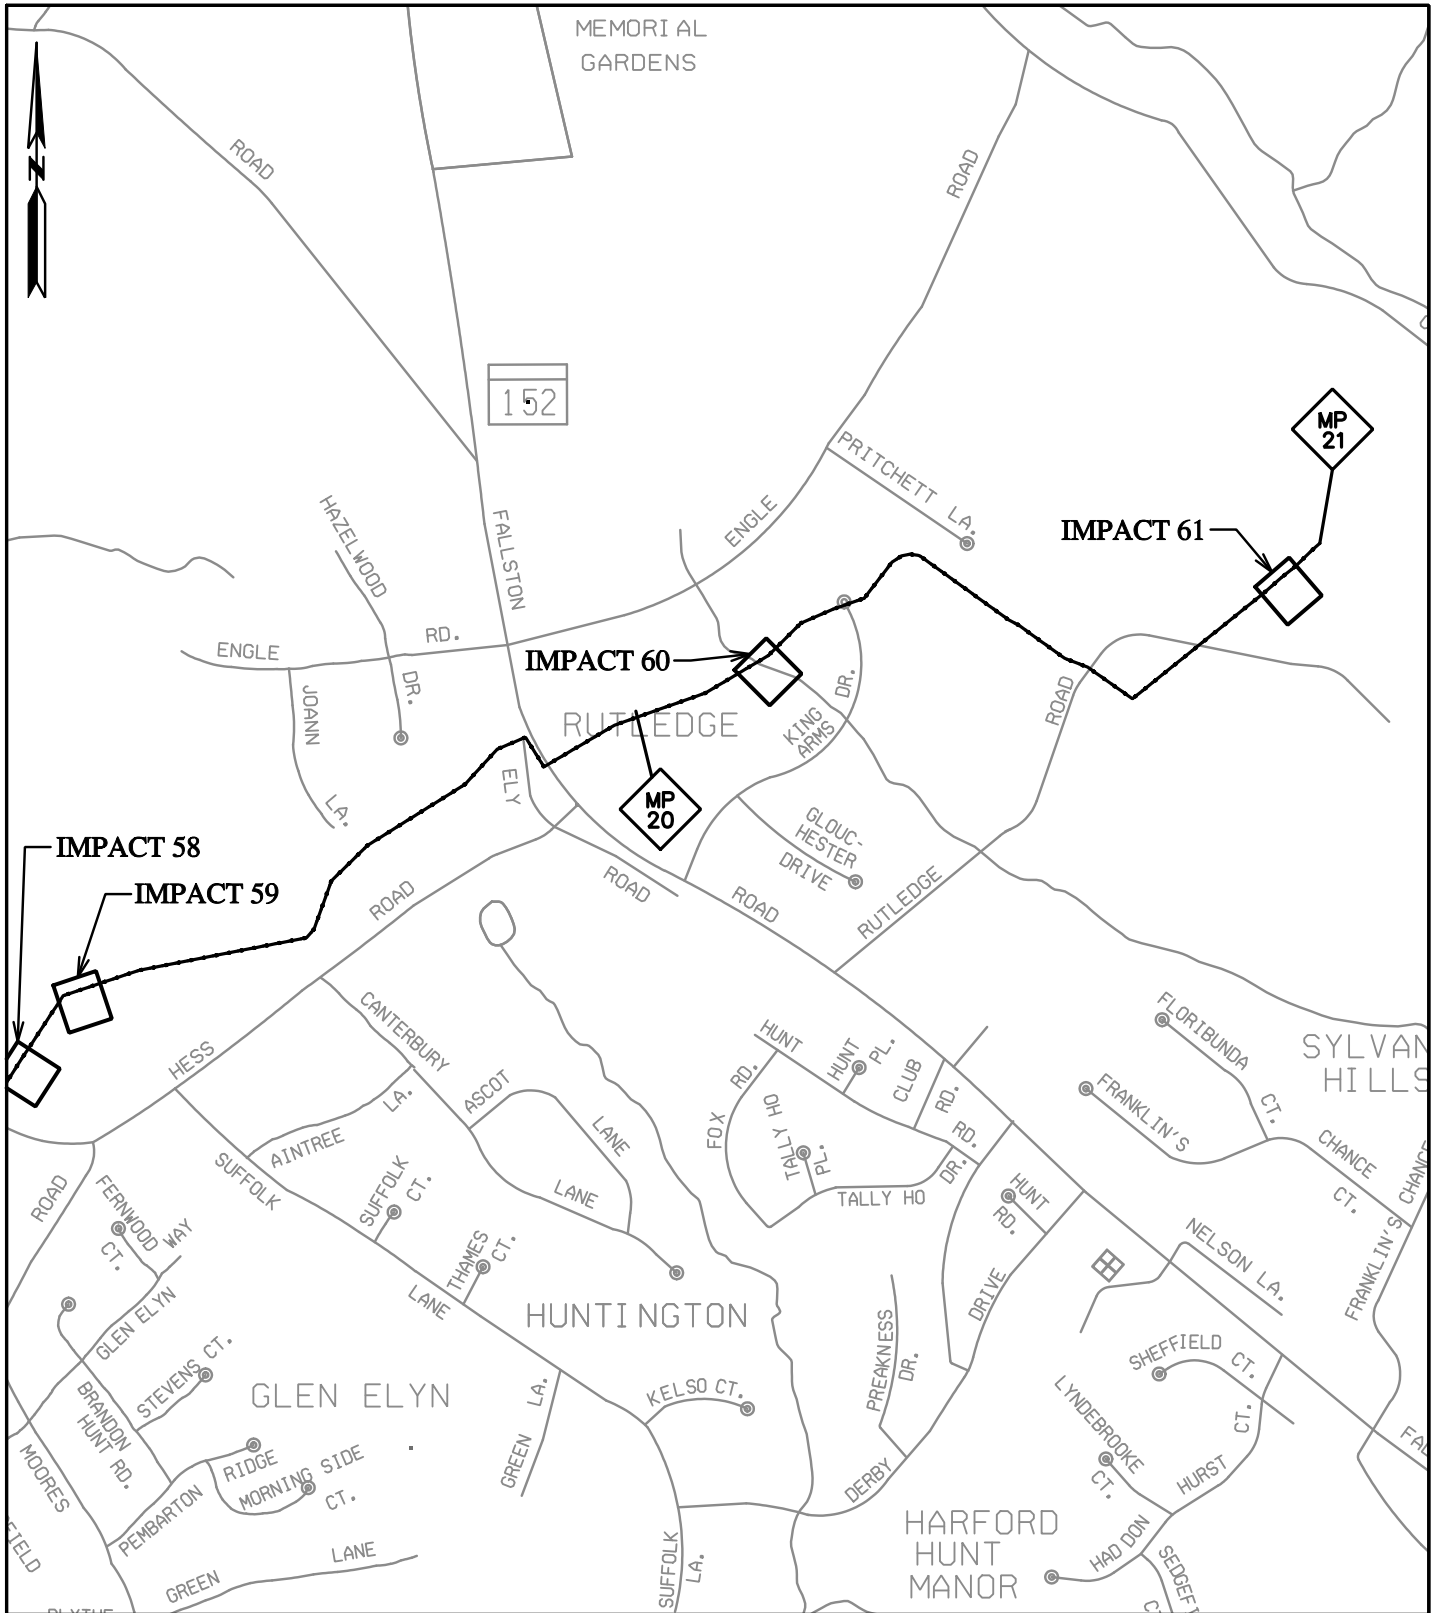 MEMORIAL
GARDENS
N
ROAD
ROAD
152
MP
21
PRITCHETT LA.
HAZELWOOD
DR.
FALLSTON
ENGLE
IMPACT 61
ENGLE
RD.
IMPACT 60
JOANN
LA.
RUTLEDGE
KING
ARMS
DR.
ROAD
ELY
MP
20
GLOUC-
HESTER
DRIVE
IMPACT 58
IMPACT 59
ROAD
ROAD
ROAD
RUTLEDGE
HESS
CANTERBURY
ASCOT
LANE
LANE
AINTREE
LA.
SUFFOLK
SUFFOLK
CT.
THAMES
CT.
LANE
HUNT
RD.
FOX
HUNT
PL.
CLUB
RD.
TALLY HO
PL.
TALLY HO
RD.
DR.
HUNT
RD.
FLORIBUNDA
CT.
SYLVAN
HILLS
FRANKLIN'S
CHANCE
CT.
FRANKLIN'S
CHANCE
NELSON LA.
ROAD
FERNWOOD
CT.
WAY
GLEN ELYN
STEVENS CT.
BRANDON
HUNT RD.
HUNTINGTON
GLEN ELYN
KELSO CT.
GREEN
LA.
PREAKNESS
DR.
DRIVE
DERBY
SHEFFIELD
CT.
LYNDEBROOKE
CT.
CT.
HURST
HADDON
HARFORD
HUNT
MANOR
MOORES
RIDGE
PEMBARTON
MORNING SIDE
CT.
GREEN
LANE
SUFFOLK
LA.